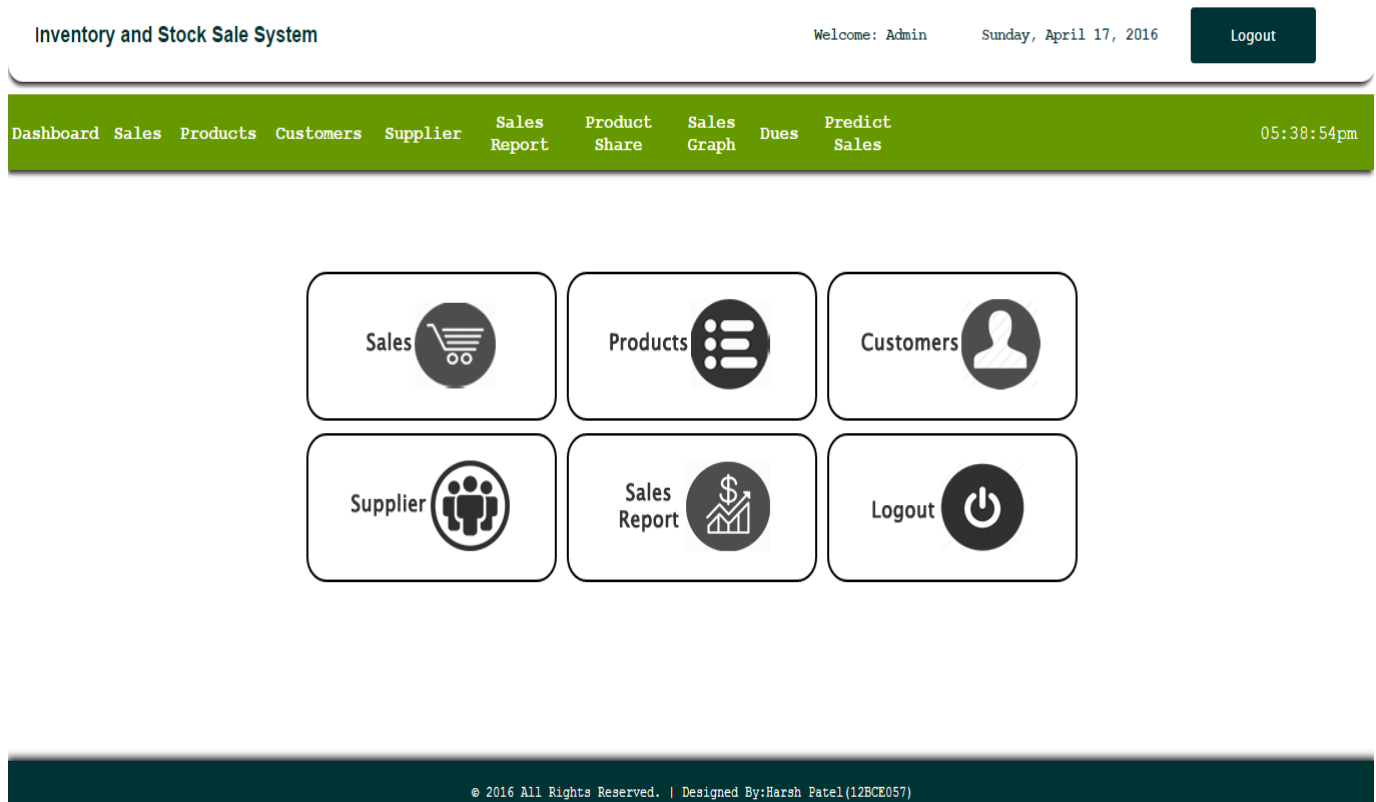 Inventory and Stock Sale System
Welcome: Admin
Sunday, April 17, 2016
Logout
Dashboard
Sales
Products
Customers
Supplier
Sales
Report
Product
Share
Sales
Graph
Dues
Predict
Sales
05:38:54pm
Sales
Products
Customers
Supplier
Sales
Report
Logout
© 2016 All Rights Reserved. | Designed By:Harsh Patel(12BCE057)